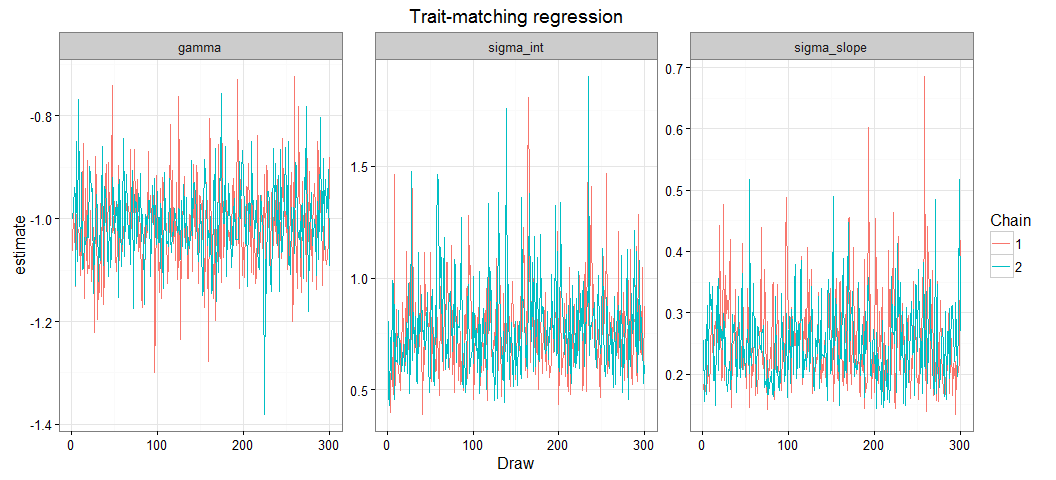 Trait-matching regression
gamma
sigma_int
sigma_slope
estimate
-0.8
-1.0
-1.2
-1.4
1.5
1.0
0.5
0.7
0.6
0.5
0.4
0.3
0.2
0 100 200 300
0 100 200 300
0 100 200 300
Draw
Chain
1
2